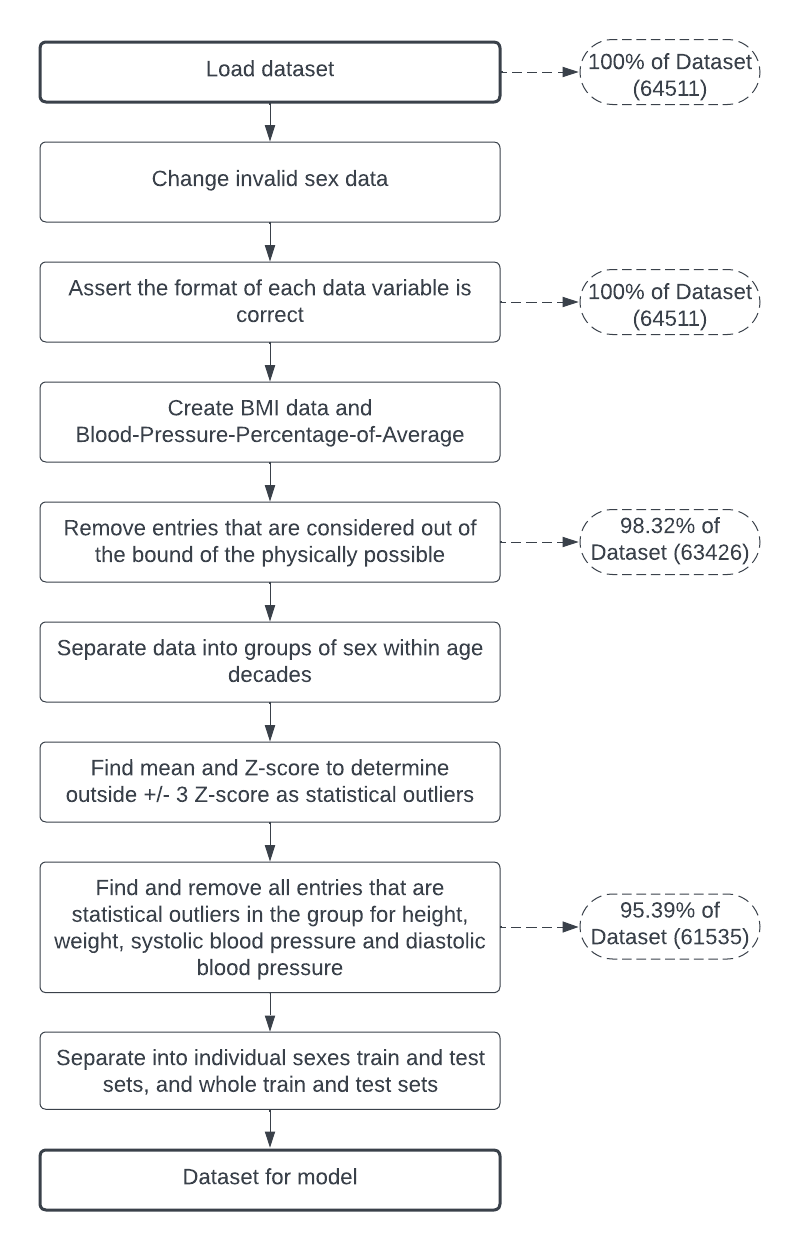 Load dataset
100% of Dataset
(64511)
Change invalid sex data
Assert the format of each data variable is
correct
100% of Dataset
(64511)
Create BMI data and
Blood-Pressure-Percentage-of-Average
Remove entries that are considered out of
the bound of the physically possible
98.32% of
Dataset (63426)
Separate data into groups of sex within age
decades
Find mean and Z-score to determine
outside +/- 3 Z-score as statistical outliers
Find and remove all entries that are
statistical outliers in the group for height,
weight, systolic blood pressure and diastolic
blood pressure
95.39% of
Dataset (61535)
Separate into individual sexes train and test
sets, and whole train and test sets
Dataset for model